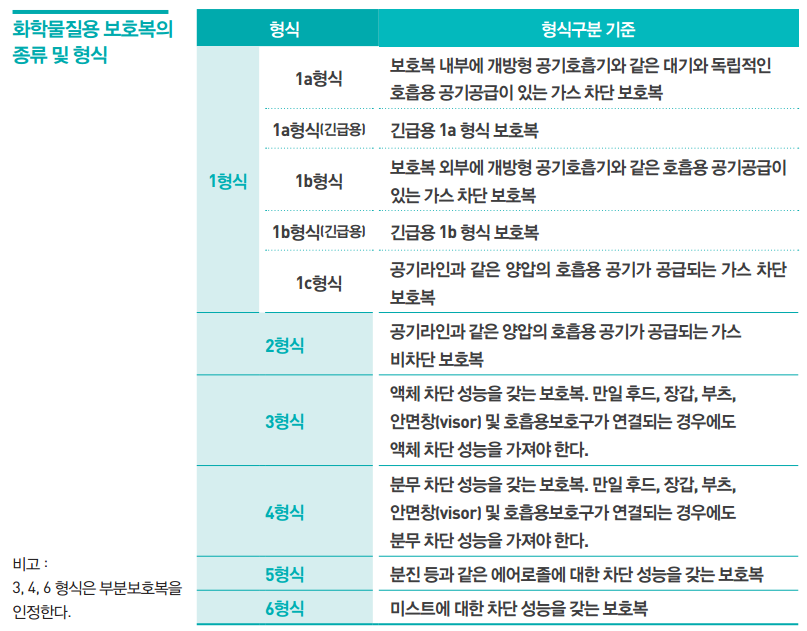 화학물질용 보호복의
종류 및 형식
형식
형식구분 기준
1형식
1a형식
보호복 내부에 개방형 공기호흡기와 같은 대기와 독립적인
호흡용 공기공급이 있는 가스 차단 보호복
1a형식(긴급용)
긴급용 1a 형식 보호복
1b형식
보호복 외부에 개방형 공기호흡기와 같은 호흡용 공기공급이
있는 가스 차단 보호복
1b형식(긴급용)
긴급용 1b 형식 보호복
1c형식
공기라인과 같은 양압의 호흡용 공기가 공급되는 가스 차단
보호복
2형식
공기라인과 같은 양압의 호흡용 공기가 공급되는 가스
비차단 보호복
3형식
액체 차단 성능을 갖는 보호복. 만일 후드, 장갑, 부츠,
안면창(visor) 및 호흡용보호구가 연결되는 경우에도
액체 차단 성능을 가져야 한다.
4형식
분무 차단 성능을 갖는 보호복. 만일 후드, 장갑, 부츠,
안면창(visor) 및 호흡용보호구가 연결되는 경우에도
분무 차단 성능을 가져야 한다.
5형식
분진 등과 같은 에어로졸에 대한 차단 성능을 갖는 보호복
6형식
미스트에 대한 차단 성능을 갖는 보호복
비고 :
3, 4, 6 형식은 부분보호복을
인정한다.